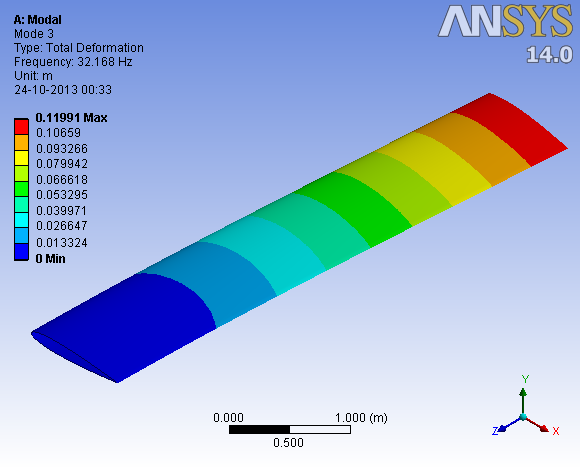 A: Modal
Mode 3
Type: Total Deformation
Frequency: 32.168 Hz
Unit: m
24-10-2013 00:33
ANSYS
14.0
0.11991 Max
0.10659
0.093266
0.079942
0.066618
0.053295
0.039971
0.02647
0.013324
0 Min
0.000
1.000 (m)
0.500
Y
Z
X